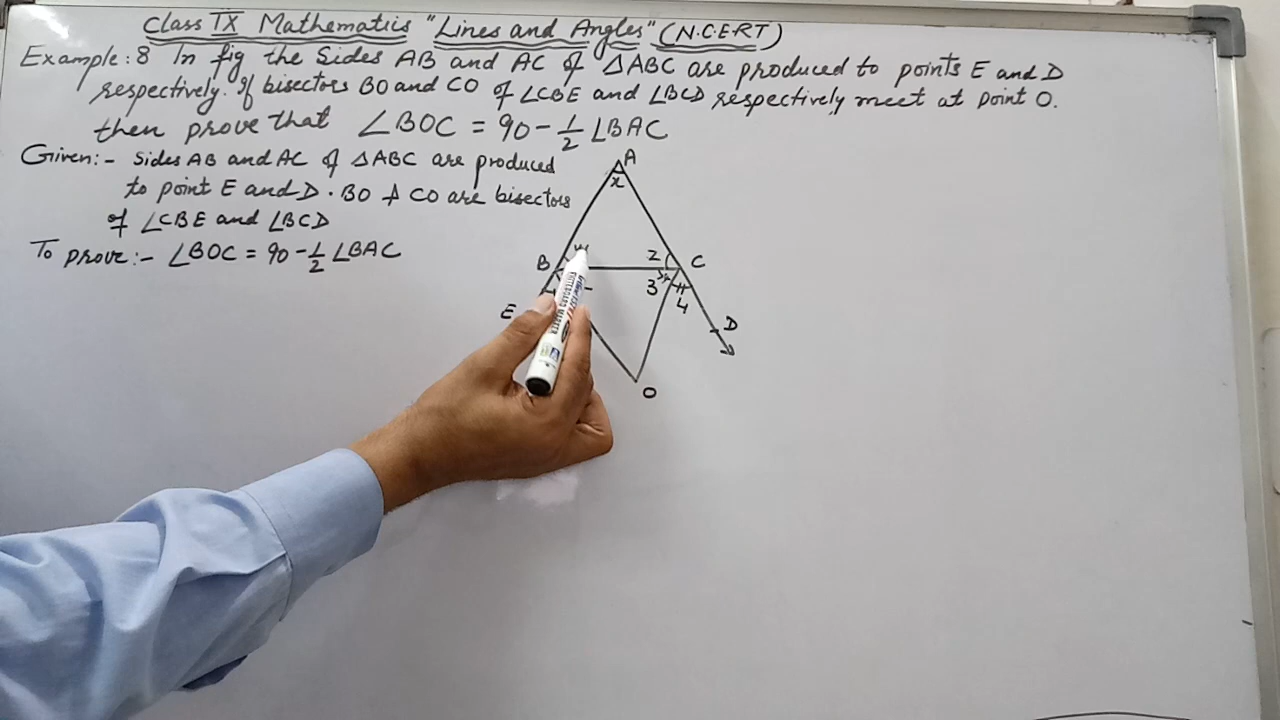 Class IX Mathematics "Lines and Angles" (N.C.E.R.T)
Example: 8 In fig the Sides AB and AC of △ABC are produced to points E and D
respectively. If bisectors BO and CO of ∠CBE and ∠BCD respectively meet at point O.
then prove that ∠BOC = 90 - 1/2 ∠BAC
Given:- Sides AB and AC of △ABC are produced
to point E and D. BO & CO are bisectors
of ∠CBE and ∠BCD
To prove:- ∠BOC = 90 - 1/2 ∠BAC
A
x
B
2
C
3
4
E
D
O